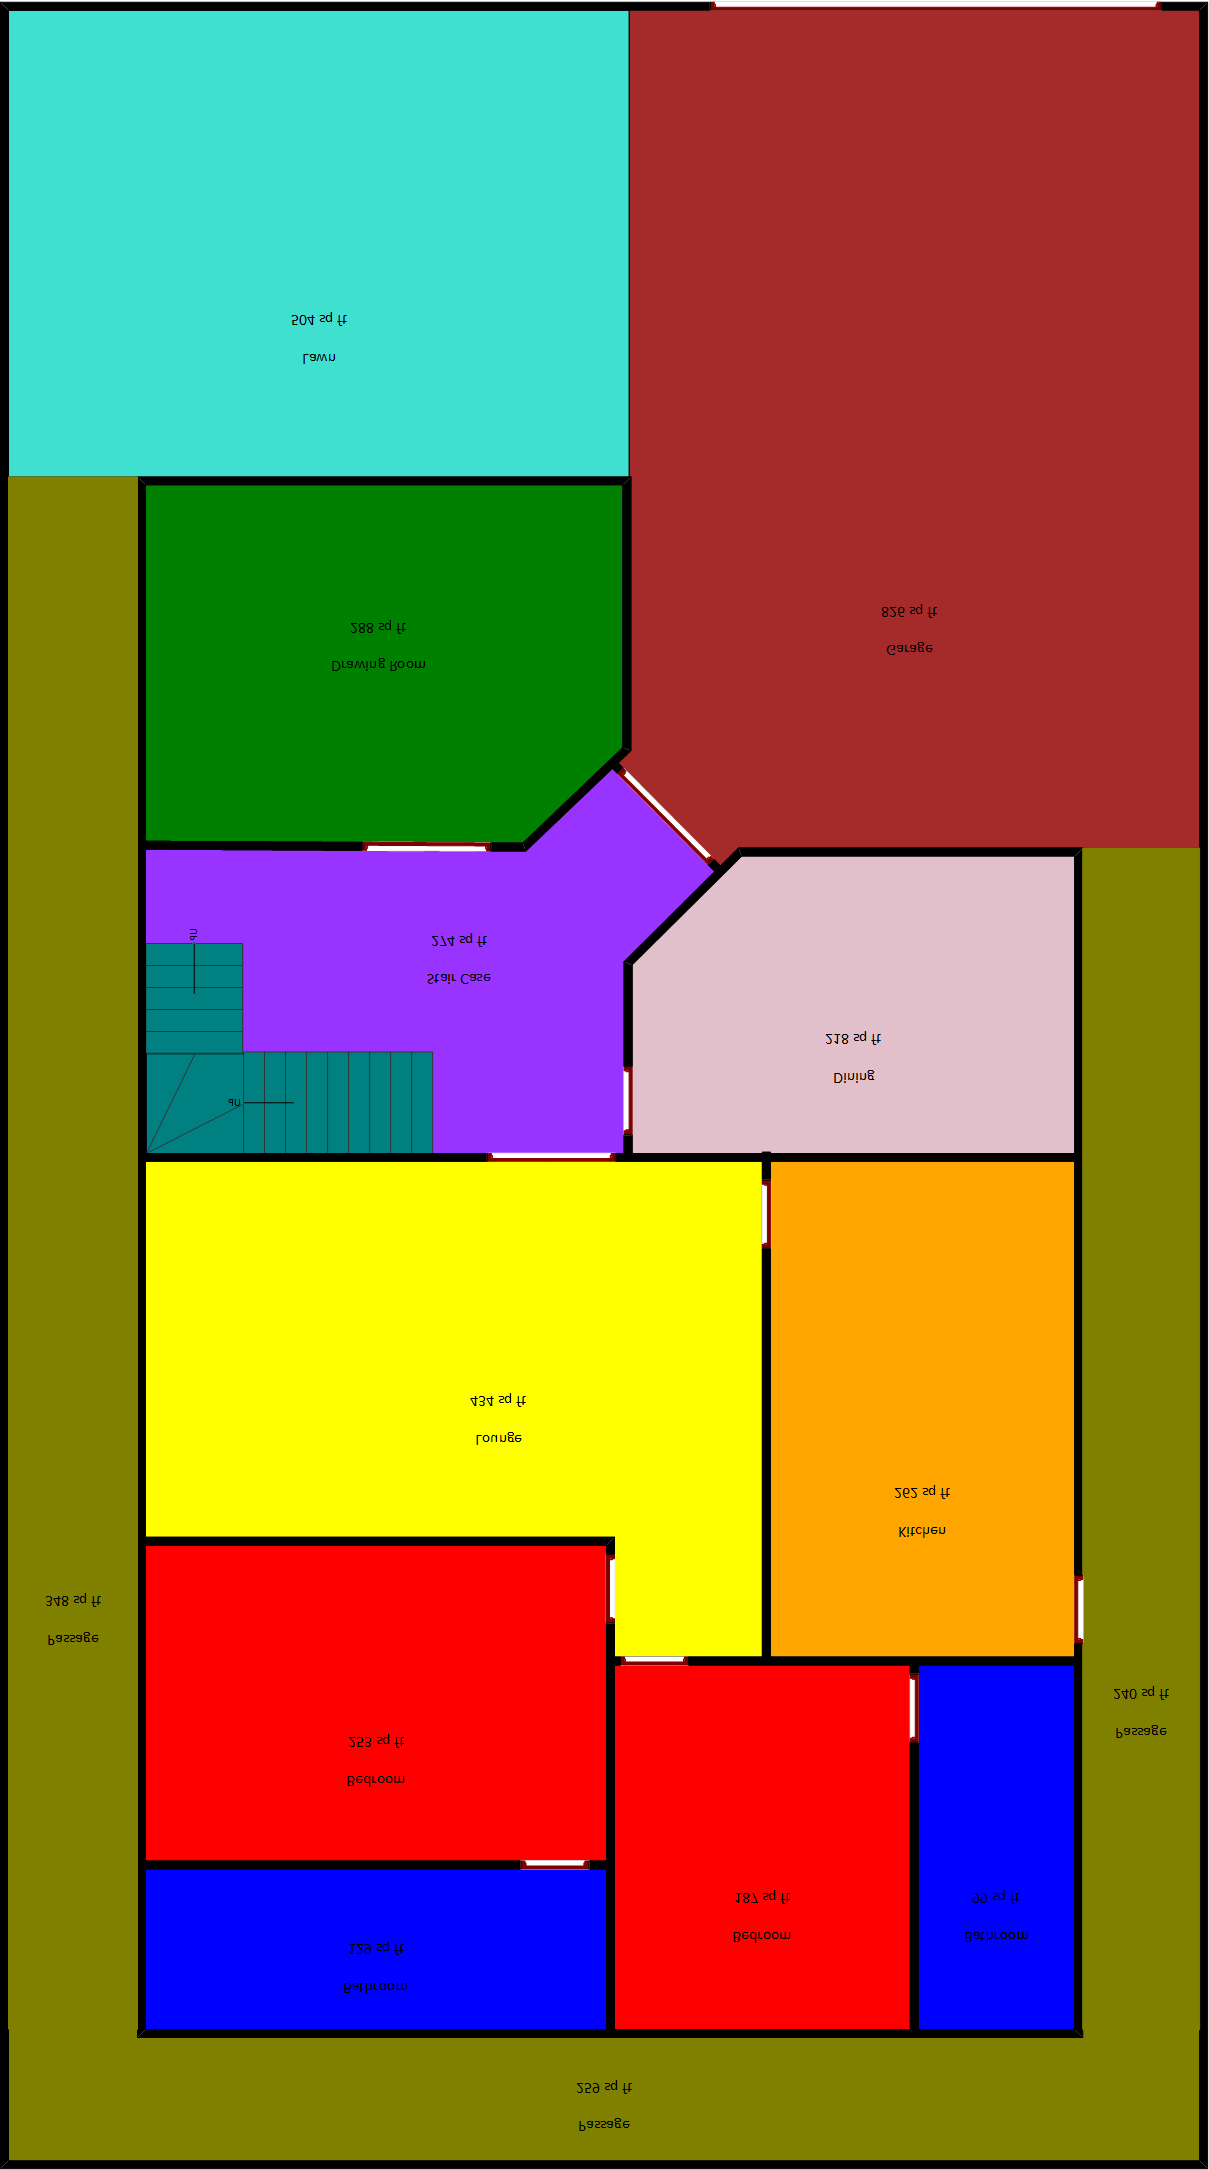 504 sq ft
Lawn
826 sq ft
Garage
288 sq ft
Drawing Room
up
274 sq ft
Stair Case
218 sq ft
Dining
up
434 sq ft
Lounge
262 sq ft
Kitchen
348 sq ft
Passage
240 sq ft
Passage
253 sq ft
Bedroom
187 sq ft
Bedroom
99 sq ft
Bathroom
129 sq ft
Bathroom
259 sq ft
Passage